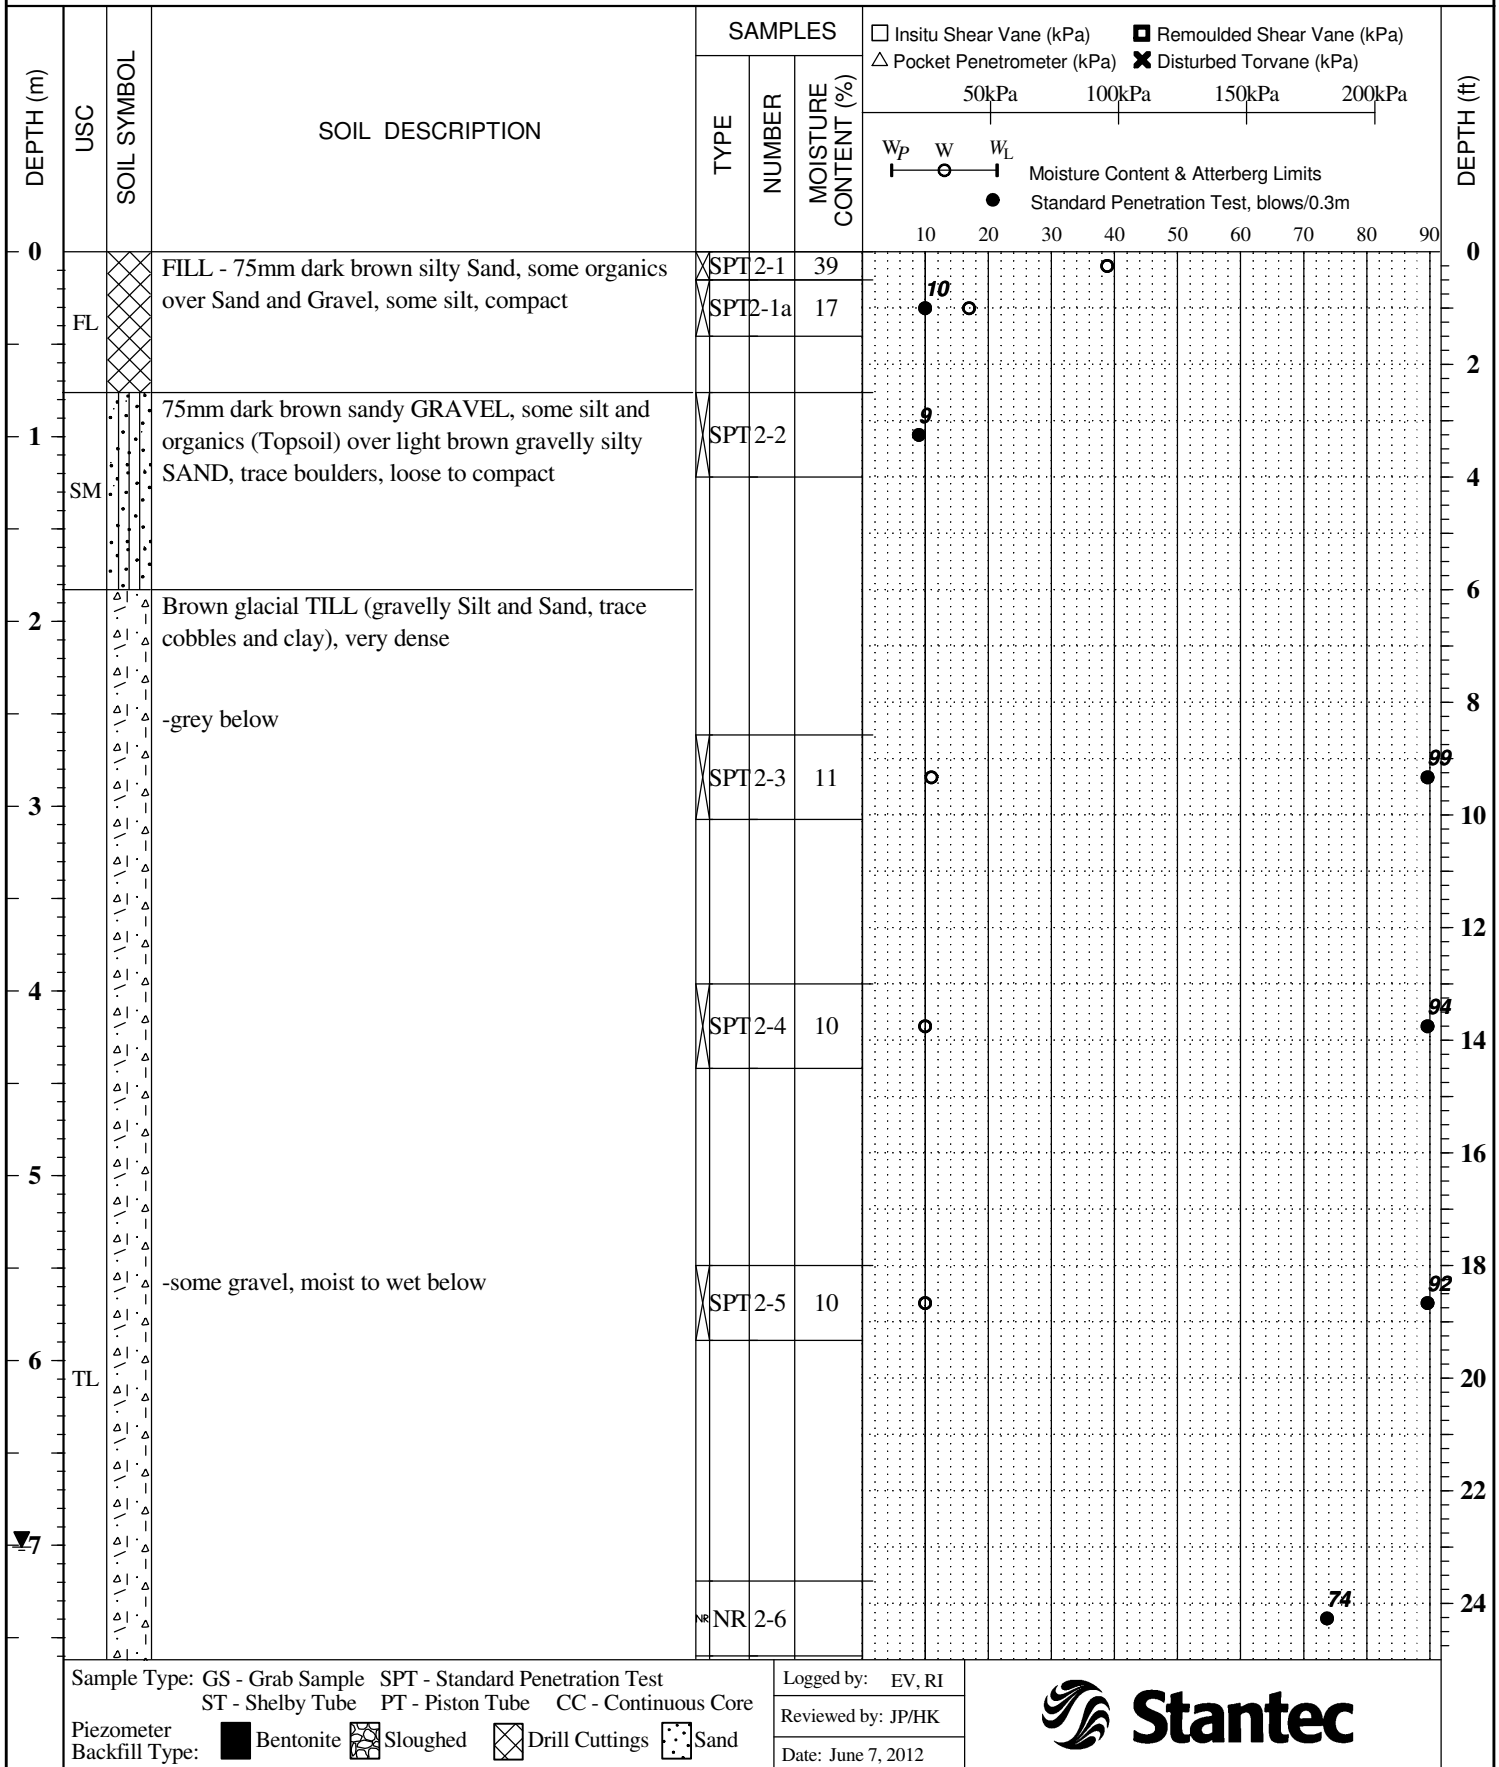 DEPTH (m)
USC
SOIL SYMBOL
SOIL DESCRIPTION
SAMPLES
TYPE
NUMBER
MOISTURE CONTENT (%)
Insitu Shear Vane (kPa) Remoulded Shear Vane (kPa)
Pocket Penetrometer (kPa) Disturbed Torvane (kPa)
50kPa 100kPa 150kPa 200kPa
WP W WL
Moisture Content & Atterberg Limits
Standard Penetration Test, blows/0.3m
10 20 30 40 50 60 70 80 90
DEPTH (ft)
0 0
FILL - 75mm dark brown silty Sand, some organics
over Sand and Gravel, some silt, compact
FL
SPT 2-1 39
SPT 2-1a 17
10
2
75mm dark brown sandy GRAVEL, some silt and
organics (Topsoil) over light brown gravelly silty
SAND, trace boulders, loose to compact
1
SPT 2-2
9
4
SM
6
Brown glacial TILL (gravelly Silt and Sand, trace
cobbles and clay), very dense
2
8
-grey below
SPT 2-3 11
99
3
10
12
4
SPT 2-4 10
94
14
5
16
18
-some gravel, moist to wet below
SPT 2-5 10
92
6
TL
20
22
7
NR NR 2-6
74
24
Sample Type: GS - Grab Sample SPT - Standard Penetration Test
ST - Shelby Tube PT - Piston Tube CC - Continuous Core
Piezometer
Backfill Type: Bentonite Sloughed Drill Cuttings Sand
Logged by: EV, RI
Reviewed by: JP/HK
Date: June 7, 2012
Stantec